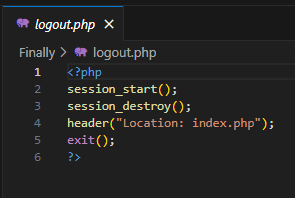 logout.php
Finally > logout.php
1 <?php
2 session_start();
3 session_destroy();
4 header("Location: index.php");
5 exit();
6 ?>